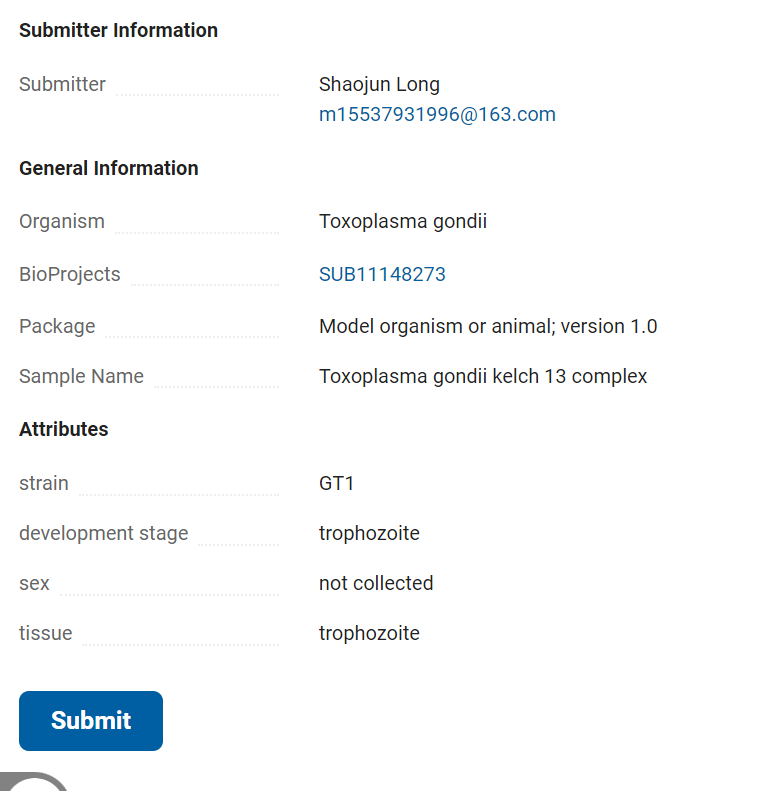 Submitter Information
Submitter
Shaojun Long
m15537931996@163.com
General Information
Organism
Toxoplasma gondii
BioProjects
SUB11148273
Package
Model organism or animal; version 1.0
Sample Name
Toxoplasma gondii kelch 13 complex
Attributes
strain
GT1
development stage
trophozoite
sex
not collected
tissue
trophozoite
Submit